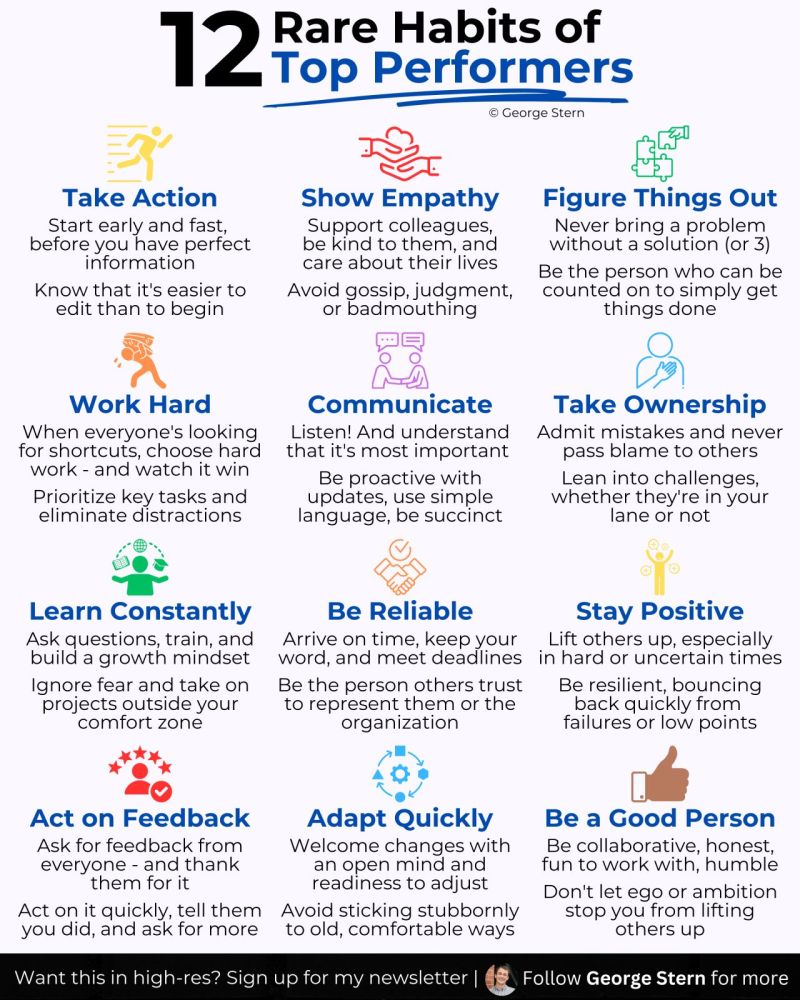 12 Rare Habits of
Top Performers
© George Stern
Take Action
Start early and fast,
before you have perfect
information
Know that it's easier to
edit than to begin
Show Empathy
Support colleagues,
be kind to them, and
care about their lives
Avoid gossip, judgment,
or badmouthing
Figure Things Out
Never bring a problem
without a solution (or 3)
Be the person who can be
counted on to simply get
things done
Work Hard
When everyone's looking
for shortcuts, choose hard
work - and watch it win
Prioritize key tasks and
eliminate distractions
Communicate
Listen! And understand
that it's most important
Be proactive with
updates, use simple
language, be succinct
Take Ownership
Admit mistakes and never
pass blame to others
Lean into challenges,
whether they're in your
lane or not
Learn Constantly
Ask questions, train, and
build a growth mindset
Ignore fear and take on
projects outside your
comfort zone
Be Reliable
Arrive on time, keep your
word, and meet deadlines
Be the person others trust
to represent them or the
organization
Stay Positive
Lift others up, especially
in hard or uncertain times
Be resilient, bouncing
back quickly from
failures or low points
Act on Feedback
Ask for feedback from
everyone - and thank
them for it
Act on it quickly, tell them
you did, and ask for more
Adapt Quickly
Welcome changes with
an open mind and
readiness to adjust
Avoid sticking stubbornly
to old, comfortable ways
Be a Good Person
Be collaborative, honest,
fun to work with, humble
Don't let ego or ambition
stop you from lifting
others up
Want this in high-res? Sign up for my newsletter | Follow George Stern for more